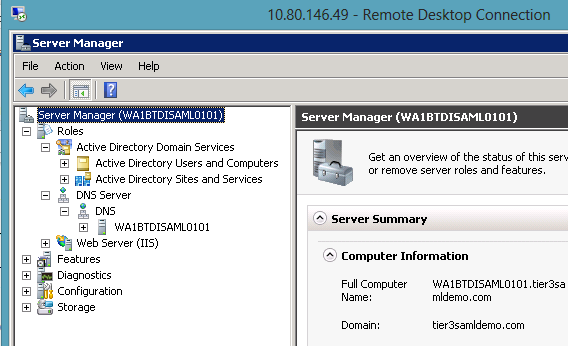 10.80.146.49 - Remote Desktop Connection
Server Manager
File Action View Help
Server Manager (WA1BTDISAML0101)
Roles
Active Directory Domain Services
Active Directory Users and Computers
Active Directory Sites and Services
DNS Server
DNS
WA1BTDISAML0101
Web Server (IIS)
Features
Diagnostics
Configuration
Storage
Server Manager (WA1BTDISAML0101)
Get an overview of the status of this serv
or remove server roles and features.
Server Summary
Computer Information
Full Computer WA1BTDISAML0101.tier3sa
Name: mldemo.com
Domain: tier3samldemo.com